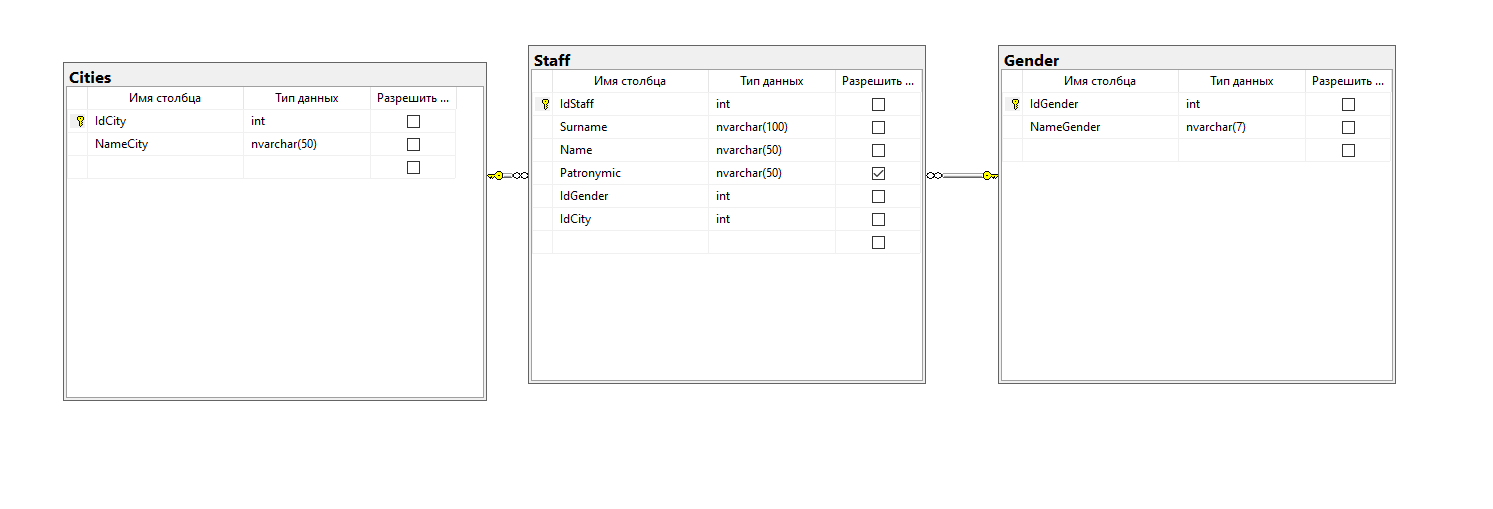 Cities
Имя столбца Тип данных Разрешить ...
IdCity int
NameCity nvarchar(50)
Staff
Имя столбца Тип данных Разрешить ...
IdStaff int
Surname nvarchar(100)
Name nvarchar(50)
Patronymic nvarchar(50)
IdGender int
IdCity int
Gender
Имя столбца Тип данных Разрешить ...
IdGender int
NameGender nvarchar(7)